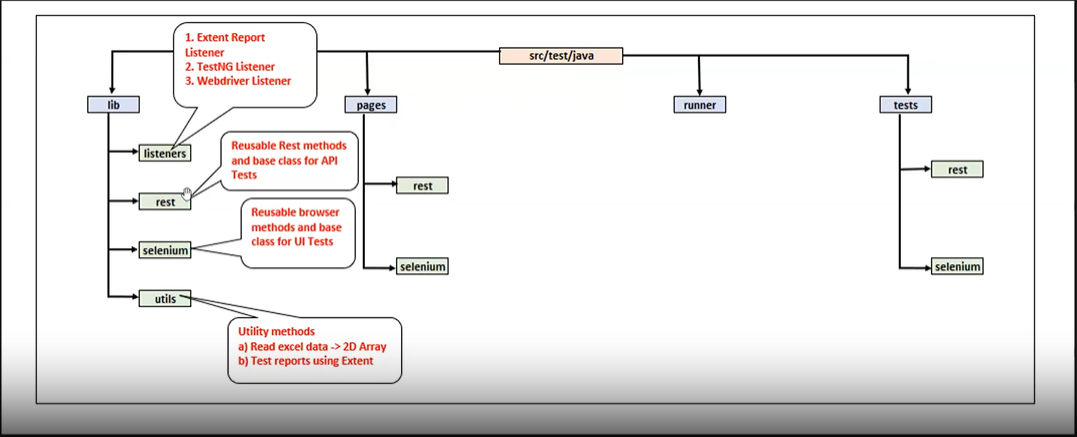 1. Extent Report
Listener
2. TestNG Listener
3. Webdriver Listener
src/test/java
lib
pages
runner
tests
listeners
Reusable Rest methods
and base class for API
Tests
rest
rest
rest
Reusable browser
methods and base
class for UI Tests
selenium
selenium
selenium
utils
Utility methods
a) Read excel data -> 2D Array
b) Test reports using Extent